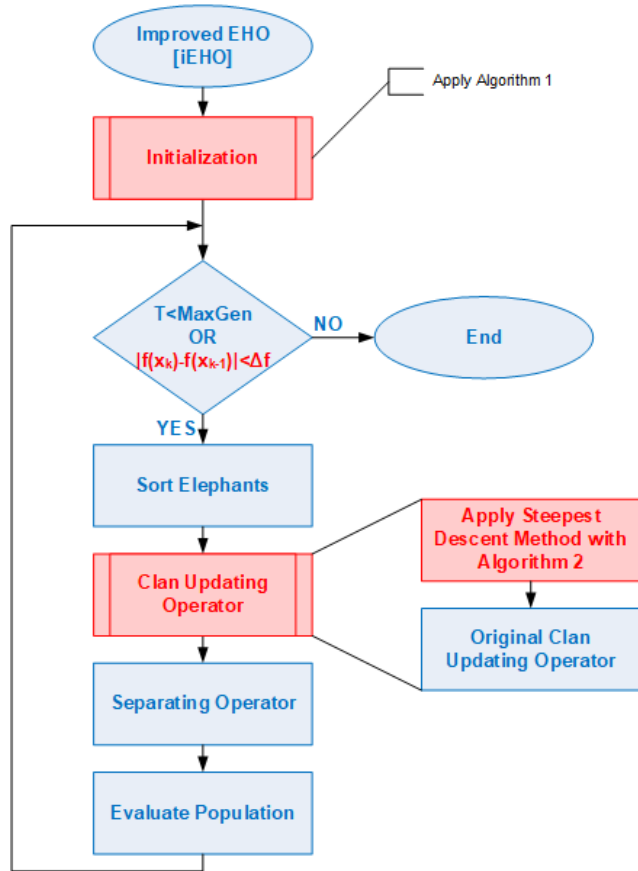 Improved EHO
[iEHO]
Apply Algorithm 1
Initialization
T<MaxGen
OR
|f(xₖ)-f(xₖ₋₁)|<Δf
NO
End
YES
Sort Elephants
Clan Updating
Operator
Apply Steepest
Descent Method with
Algorithm 2
Original Clan
Updating Operator
Separating Operator
Evaluate Population